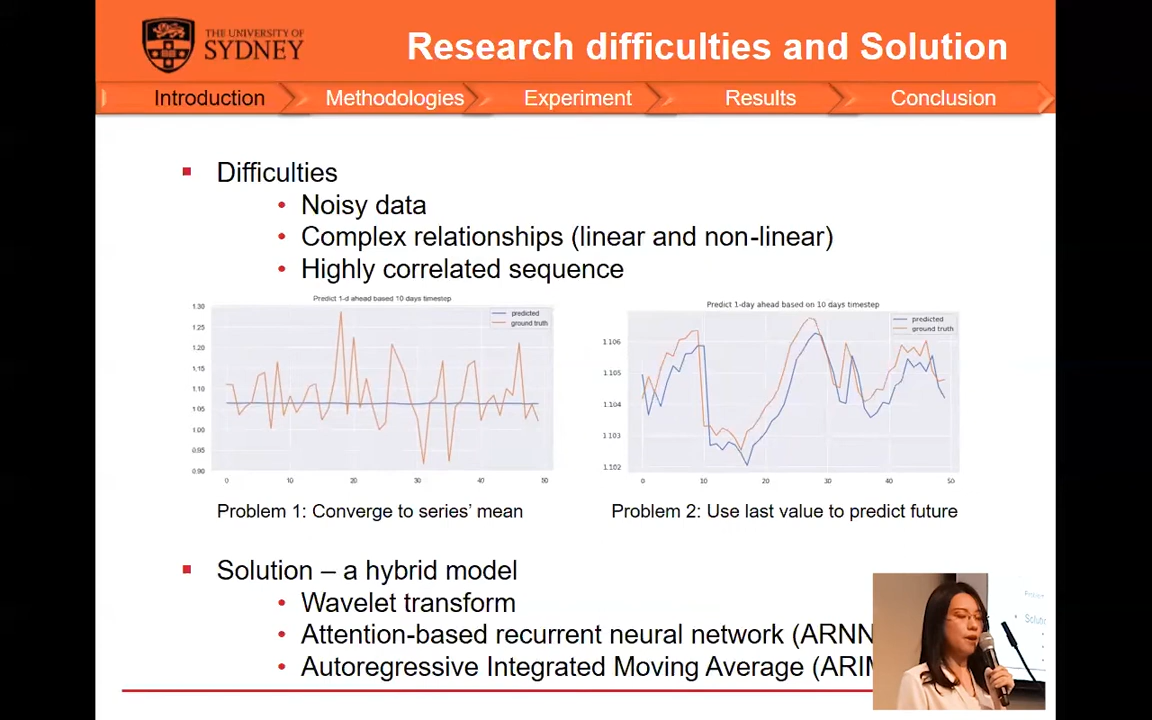 THE UNIVERSITY OF
SYDNEY
Research difficulties and Solution
Introduction
Methodologies
Experiment
Results
Conclusion
Difficulties
Noisy data
Complex relationships (linear and non-linear)
Highly correlated sequence
Predict 1-d ahead based 10 days timestep
predicted
ground truth
1.30
1.25
1.20
1.15
1.10
1.05
1.00
0.95
0.90
0 10 20 30 40 50
Predict 1-day ahead based on 10 days timestep
predicted
ground truth
1.106
1.105
1.104
1.103
1.102
0 10 20 30 40 50
Problem 1: Converge to series’ mean
Problem 2: Use last value to predict future
Solution – a hybrid model
Wavelet transform
Attention-based recurrent neural network (ARNN
Autoregressive Integrated Moving Average (ARIM